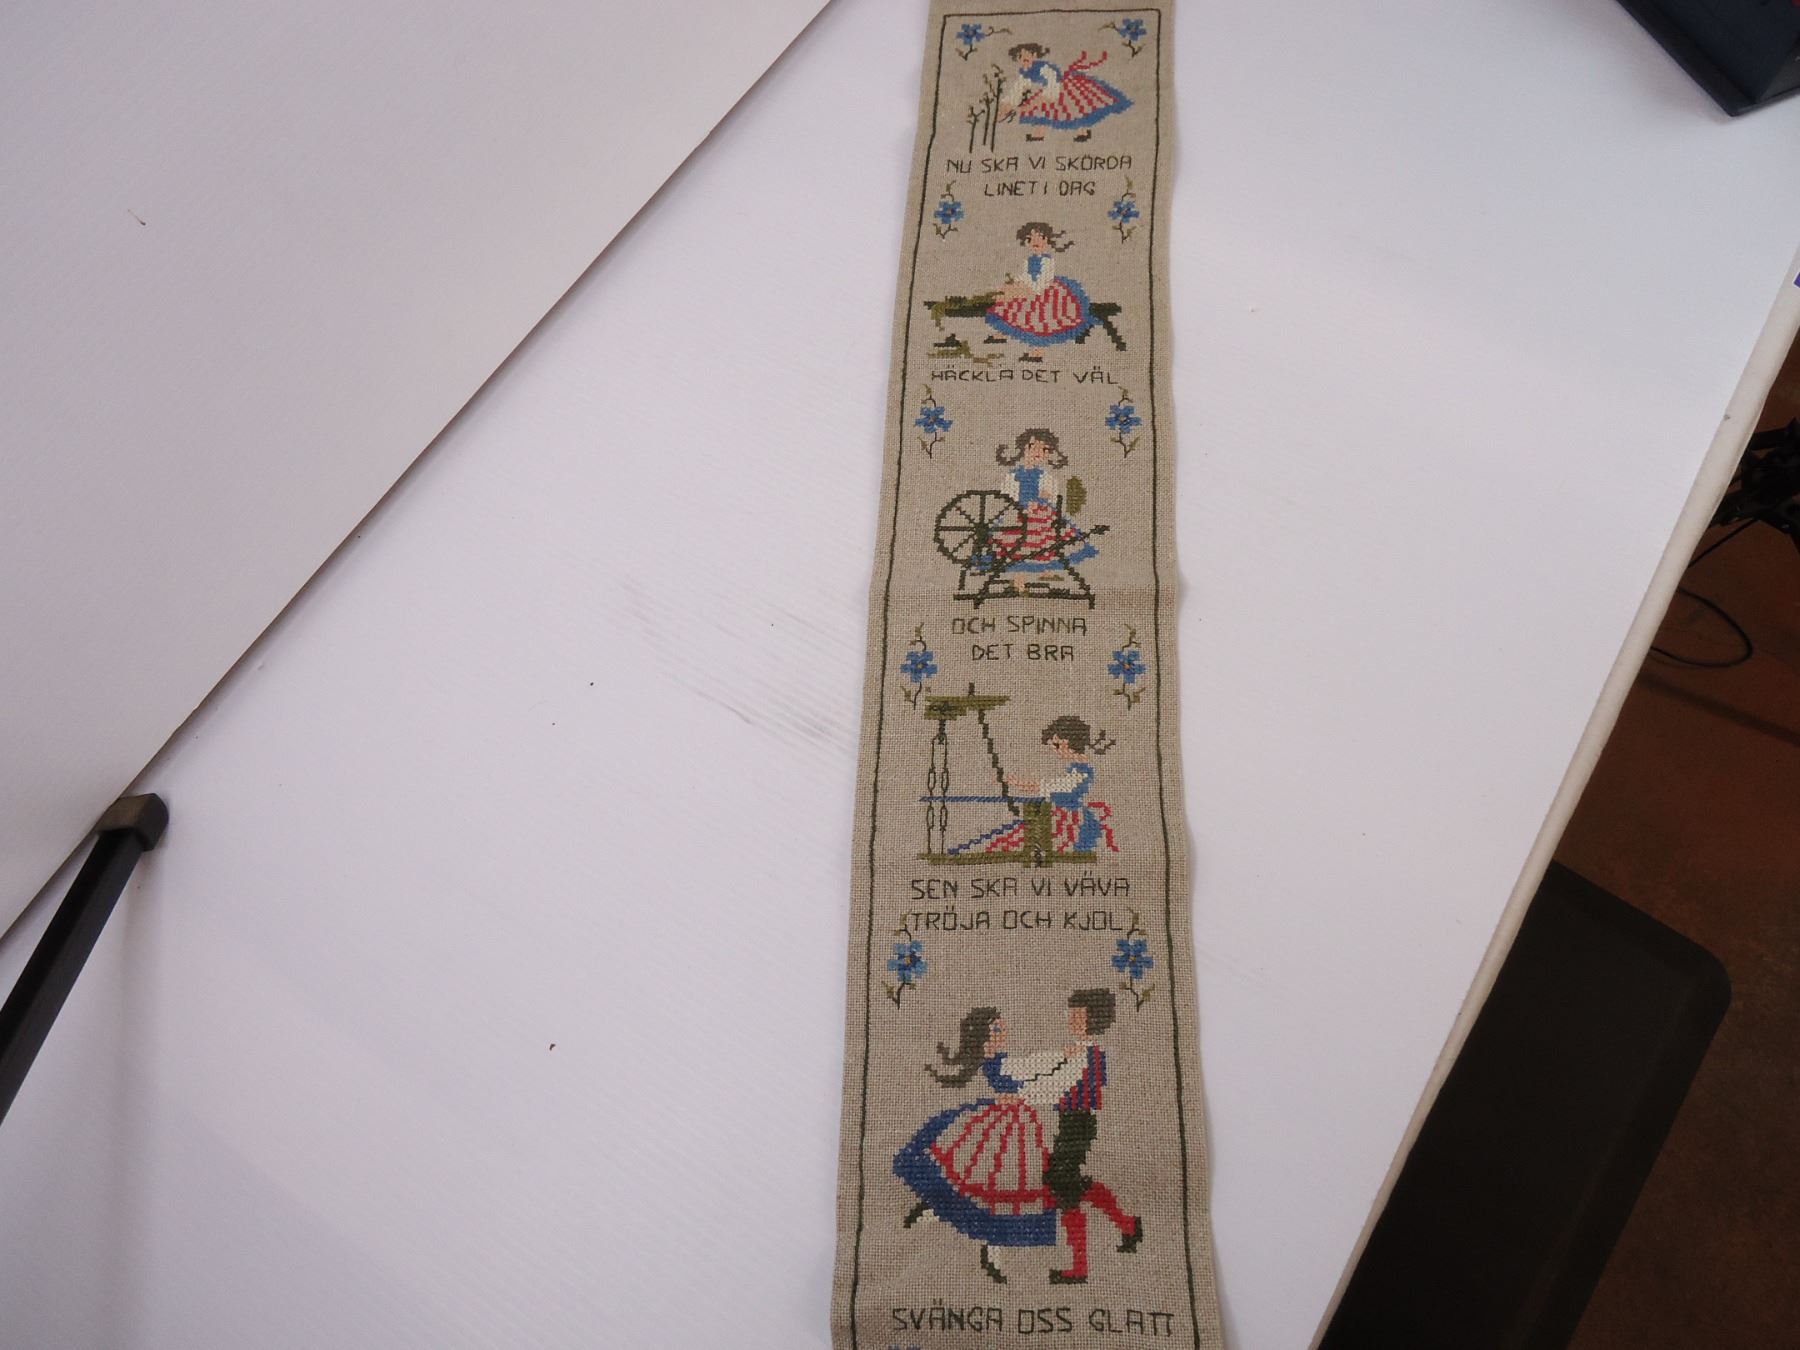 NU SKA VI SKÖRDA
LINET I DAG
HÄCKLA DET VÄL
OCH SPINNA
DET BRA
SEN SKA VI VÄVA
TRÖJA OCH KJOL
SVÄNGA OSS GLATT